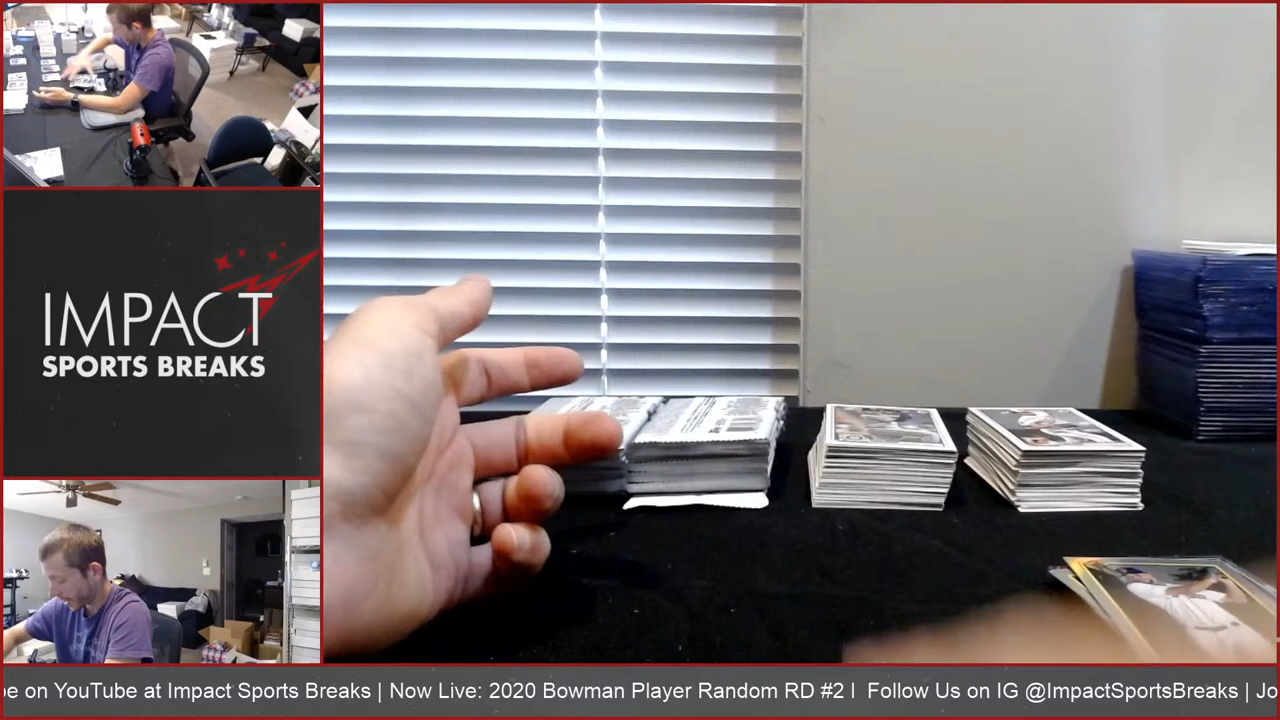 IMPACT
SPORTS BREAKS
be on YouTube at Impact Sports Breaks | Now Live: 2020 Bowman Player Random RD #2 I Follow Us on IG @ImpactSportsBreaks | Jo